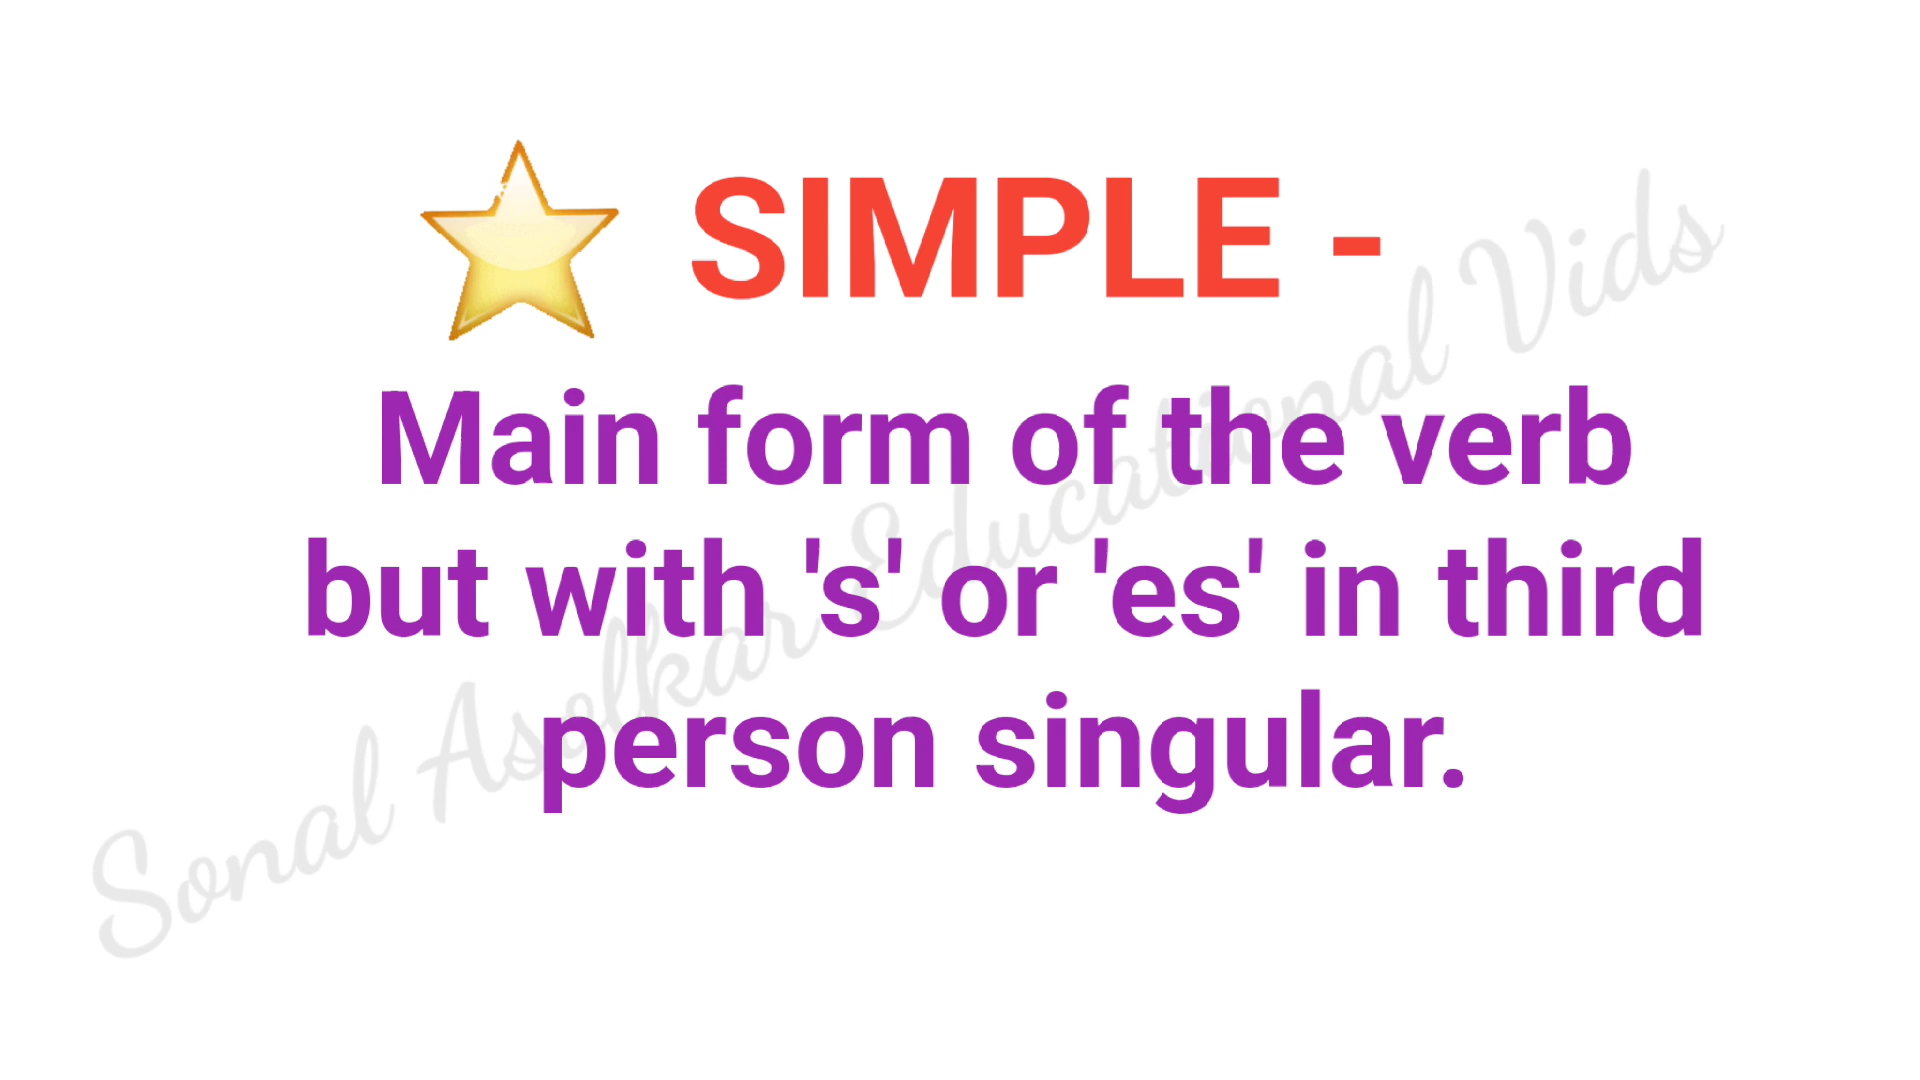 SIMPLE -
Main form of the verb
but with 's' or 'es' in third
person singular.
Sonal Aselkar Educational Vids